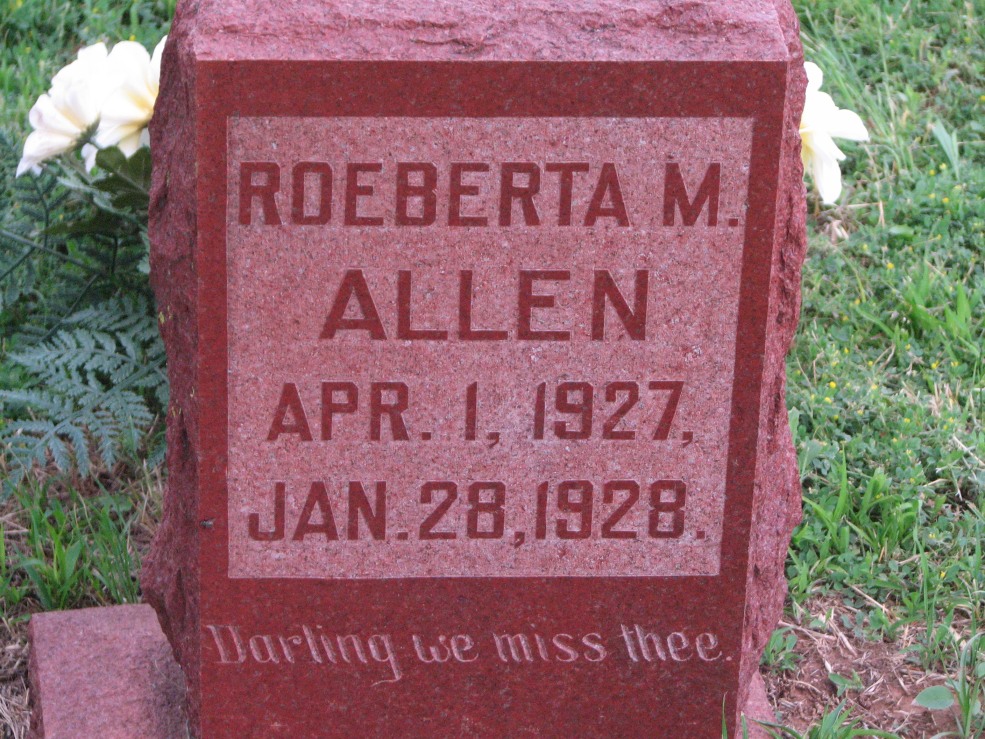 ROEBERTA M.
ALLEN
APR. 1, 1927,
JAN. 28, 1928.
Darling we miss thee.